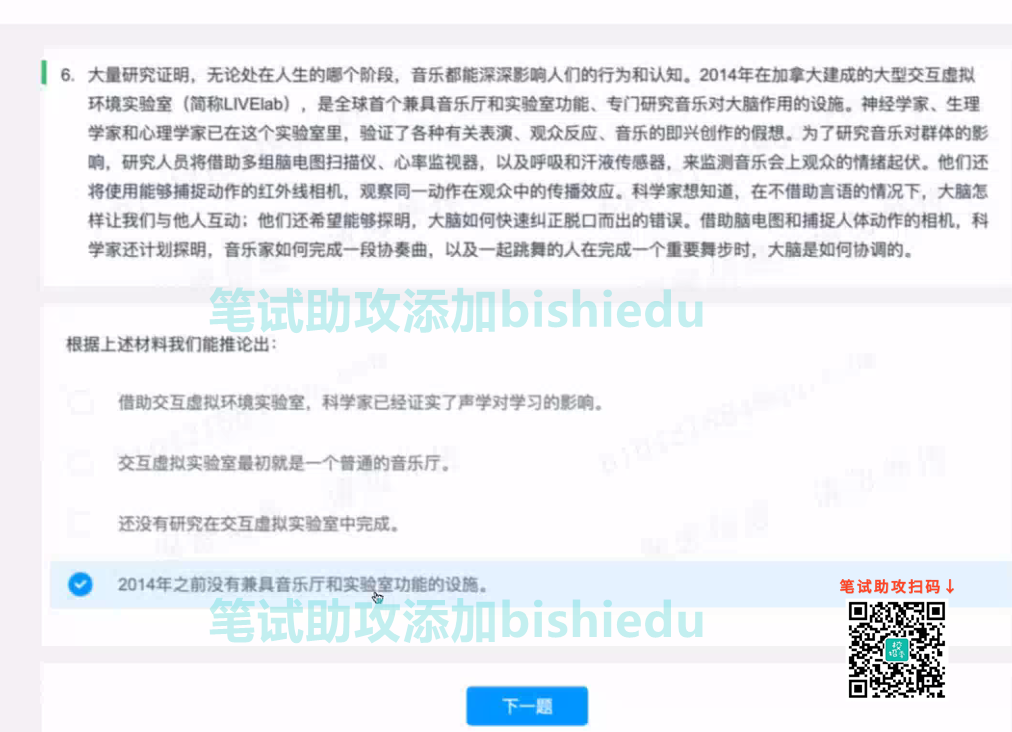 6. 大量研究证明，无论处在人生的哪个阶段，音乐都能深深影响人们的行为和认知。2014年在加拿大建成的大型交互虚拟
环境实验室（简称LIVElab），是全球首个兼具音乐厅和实验室功能、专门研究音乐对大脑作用的设施。神经学家、生理
学家和心理学家已在这个实验室里，验证了各种有关表演、观众反应、音乐的即兴创作的假想。为了研究音乐对群体的影
响，研究人员将借助多组脑电图扫描仪、心率监视器，以及呼吸和汗液传感器，来监测音乐会上观众的情绪起伏。他们还
将使用能够捕捉动作的红外线相机，观察同一动作在观众中的传播效应。科学家想知道，在不借助言语的情况下，大脑怎
样让我们与他人互动；他们还希望能够探明，大脑如何快速纠正脱口而出的错误。借助脑电图和捕捉人体动作的相机，科
学家还计划探明，音乐家如何完成一段协奏曲，以及一起跳舞的人在完成一个重要舞步时，大脑是如何协调的。
笔试助攻添加bishiedu
根据上述材料我们能推论出：
借助交互虚拟环境实验室，科学家已经证实了声学对学习的影响。
交互虚拟实验室最初就是一个普通的音乐厅。
还没有研究在交互虚拟实验室中完成。
2014年之前没有兼具音乐厅和实验室功能的设施。
笔试助攻扫码↓
笔试助攻添加bishiedu
下一题